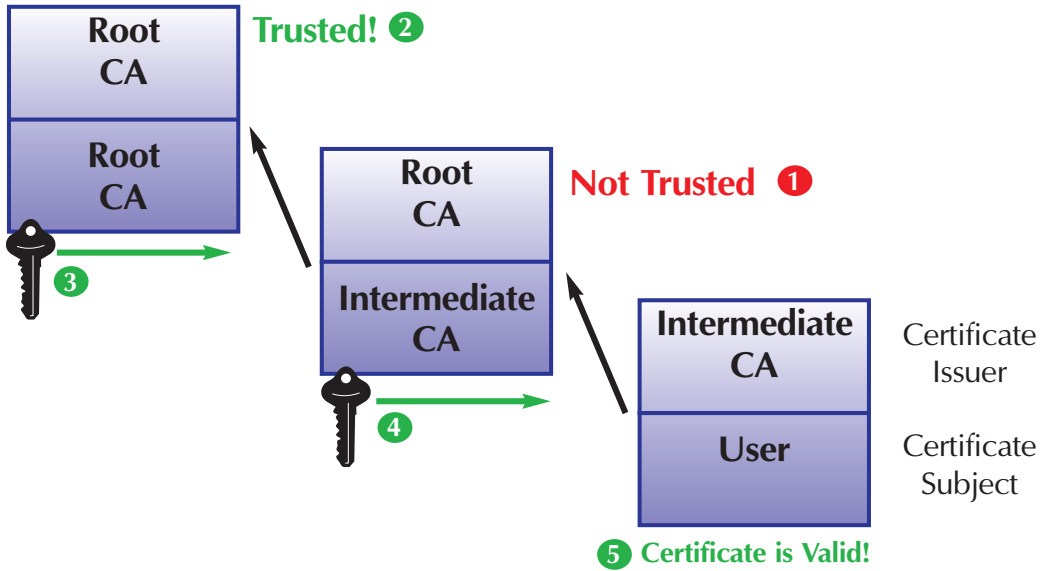 Root
CA
Trusted! 2
Root
CA
3
Root
CA
Not Trusted 1
Intermediate
CA
4
Intermediate
CA
Certificate
Issuer
User
Certificate
Subject
5 Certificate is Valid!